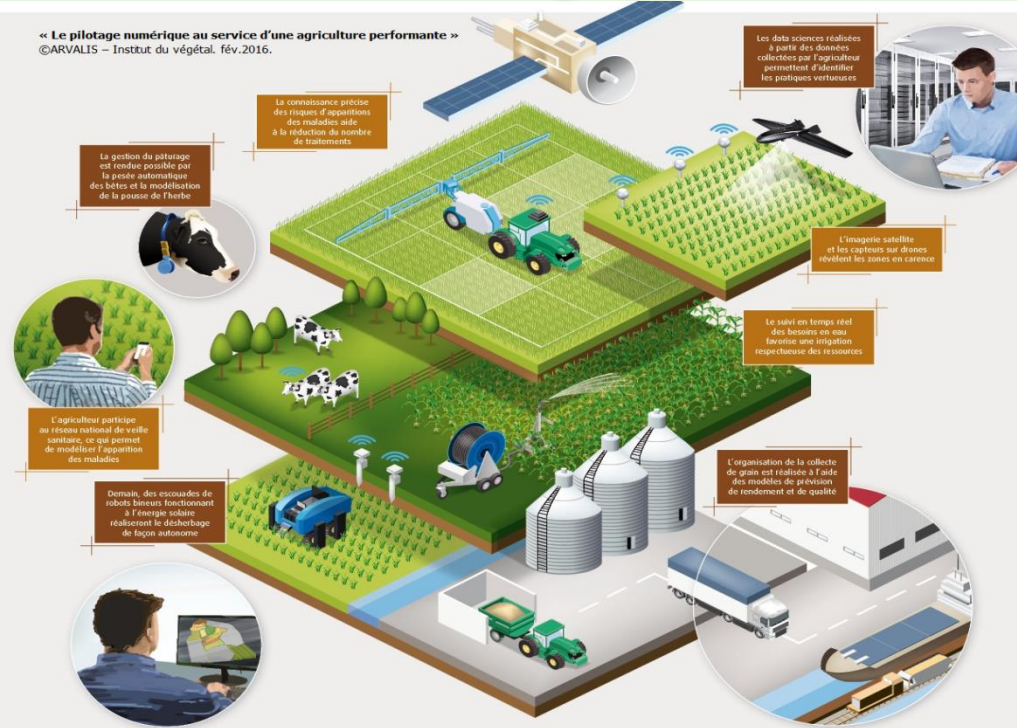 « Le pilotage numérique au service d'une agriculture performante »
©ARVALIS – Institut du végétal. fév.2016.
Les data sciences réalisées
à partir des données
collectées par l'agriculteur
permettent d'identifier
les pratiques vertueuses
La connaissance précise
des risques d'apparitions
des maladies aide
à la réduction du nombre
de traitements
La gestion du pâturage
est rendue possible par
la pesée automatique
des bêtes et la modélisation
de la pousse de l'herbe
L'imagerie satellite
et les capteurs sur drones
révèlent les zones en carence
Le suivi en temps réel
des besoins en eau
favorise une irrigation
respectueuse des ressources
L'agriculteur participe
au réseau national de veille
sanitaire, ce qui permet
de modéliser l'apparition
des maladies
L'organisation de la collecte
de grain est réalisée à l'aide
des modèles de prévision
de rendement et de qualité
Demain, des escouades de
robots bineurs fonctionnant
à l'énergie solaire
réaliseront le désherbage
de façon autonome